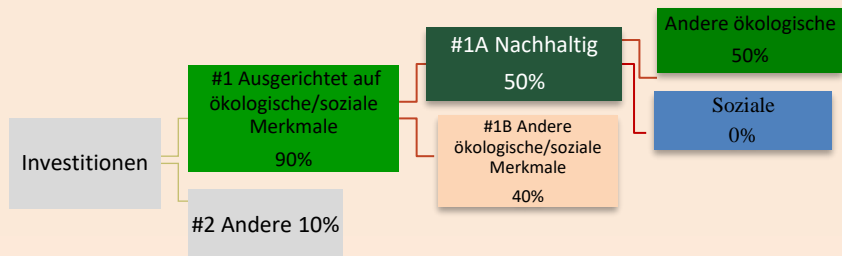 Investitionen
#1 Ausgerichtet auf
ökologische/soziale
Merkmale
90%
#2 Andere 10%
#1A Nachhaltig
50%
#1B Andere
ökologische/soziale
Merkmale
40%
Andere ökologische
50%
Soziale
0%